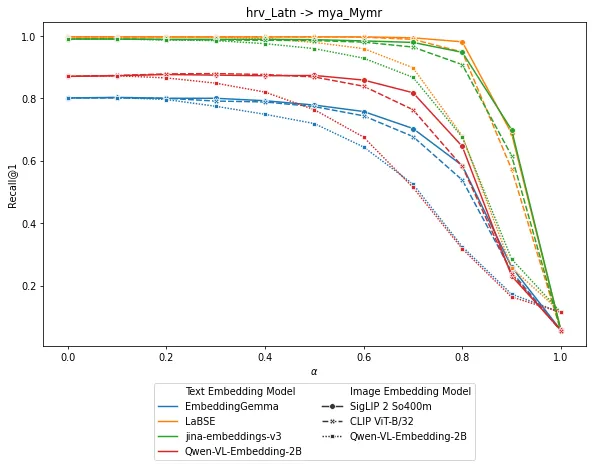 hrv_Latn -> mya_Mymr
Recall@1
1.0
0.8
0.6
0.4
0.2
0.0
0.2
0.4
0.6
0.8
1.0
α
Text Embedding Model
EmbeddingGemma
LaBSE
jina-embeddings-v3
Qwen-VL-Embedding-2B
Image Embedding Model
SigLIP 2 So400m
CLIP ViT-B/32
Qwen-VL-Embedding-2B